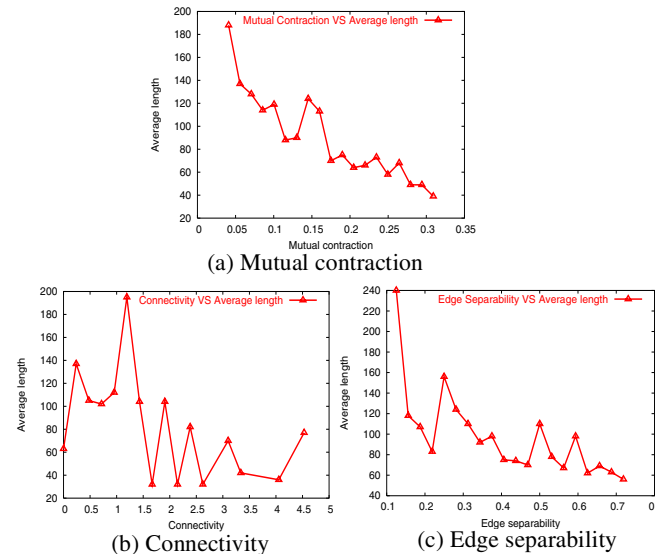 Mutual Contraction VS Average length
200
180
160
140
120
100
80
60
40
20
Average length
0 0.05 0.1 0.15 0.2 0.25 0.3 0.35
Mutual contraction
(a) Mutual contraction
Connectivity VS Average length
200
180
160
140
120
100
80
60
40
20
Average length
0 0.5 1 1.5 2 2.5 3 3.5 4 4.5 5
Connectivity
(b) Connectivity
Edge Separability VS Average length
240
220
200
180
160
140
120
100
80
60
40
Average length
0.1 0.2 0.3 0.4 0.5 0.6 0.7 0
Edge separability
(c) Edge separability